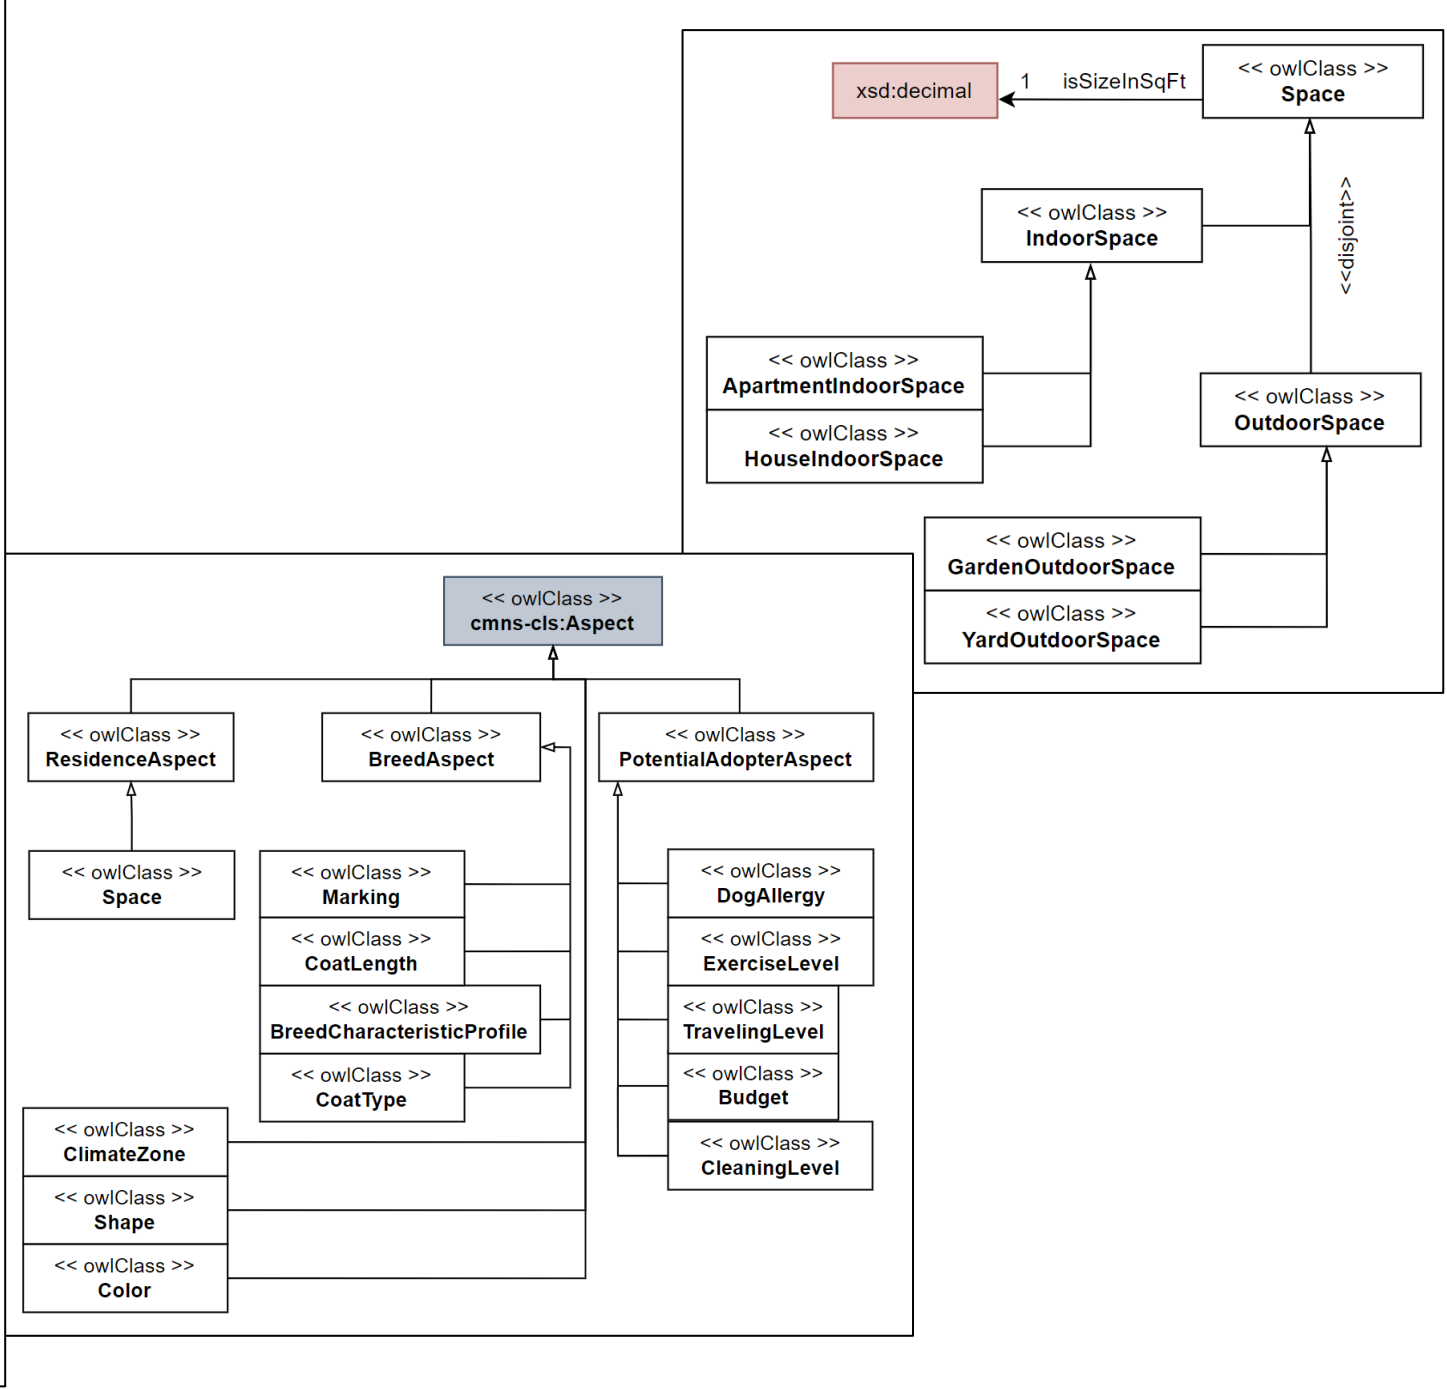 << owlClass >>
Space
1 isSizeInSqFt
xsd:decimal
<< owlClass >>
IndoorSpace
<<disjoint>>
<< owlClass >>
ApartmentIndoorSpace
<< owlClass >>
HouseIndoorSpace
<< owlClass >>
OutdoorSpace
<< owlClass >>
GardenOutdoorSpace
<< owlClass >>
YardOutdoorSpace
<< owlClass >>
cmns-cls:Aspect
<< owlClass >>
ResidenceAspect
<< owlClass >>
BreedAspect
<< owlClass >>
PotentialAdopterAspect
<< owlClass >>
Space
<< owlClass >>
Marking
<< owlClass >>
CoatLength
<< owlClass >>
BreedCharacteristicProfile
<< owlClass >>
CoatType
<< owlClass >>
DogAllergy
<< owlClass >>
ExerciseLevel
<< owlClass >>
TravelingLevel
<< owlClass >>
Budget
<< owlClass >>
CleaningLevel
<< owlClass >>
ClimateZone
<< owlClass >>
Shape
<< owlClass >>
Color